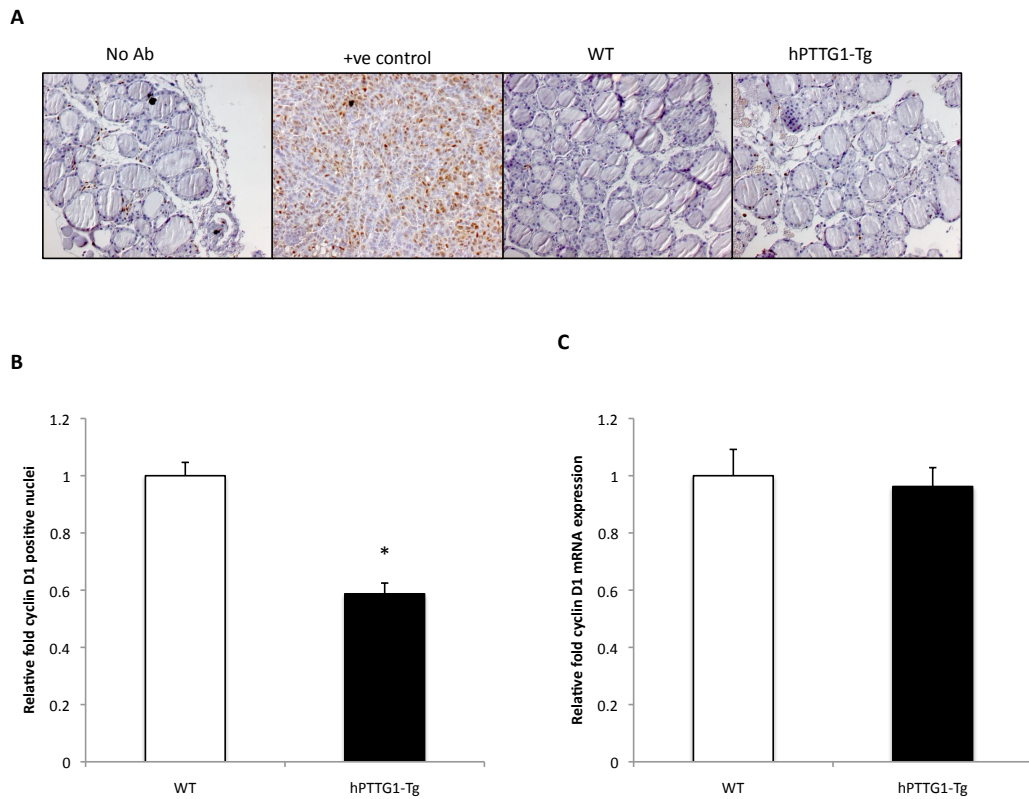 A
No Ab
+ve control
WT
hPTTG1-Tg
B
Relative fold cyclin D1 positive nuclei
1.2
1
0.8
0.6
0.4
0.2
0
*
WT
hPTTG1-Tg
C
Relative fold cyclin D1 mRNA expression
1.2
1
0.8
0.6
0.4
0.2
0
WT
hPTTG1-Tg